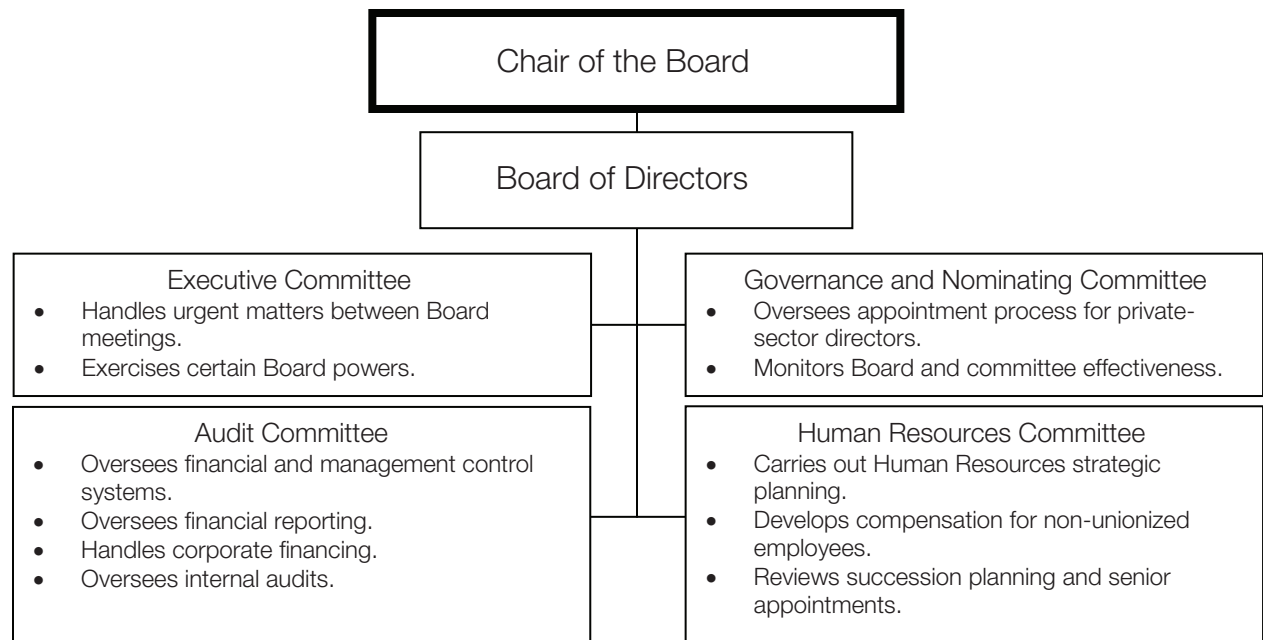 Chair of the Board
Board of Directors
Executive Committee
• Handles urgent matters between Board
meetings.
• Exercises certain Board powers.
Governance and Nominating Committee
• Oversees appointment process for private-
sector directors.
• Monitors Board and committee effectiveness.
Audit Committee
• Oversees financial and management control
systems.
• Oversees financial reporting.
• Handles corporate financing.
• Oversees internal audits.
Human Resources Committee
• Carries out Human Resources strategic
planning.
• Develops compensation for non-unionized
employees.
• Reviews succession planning and senior
appointments.